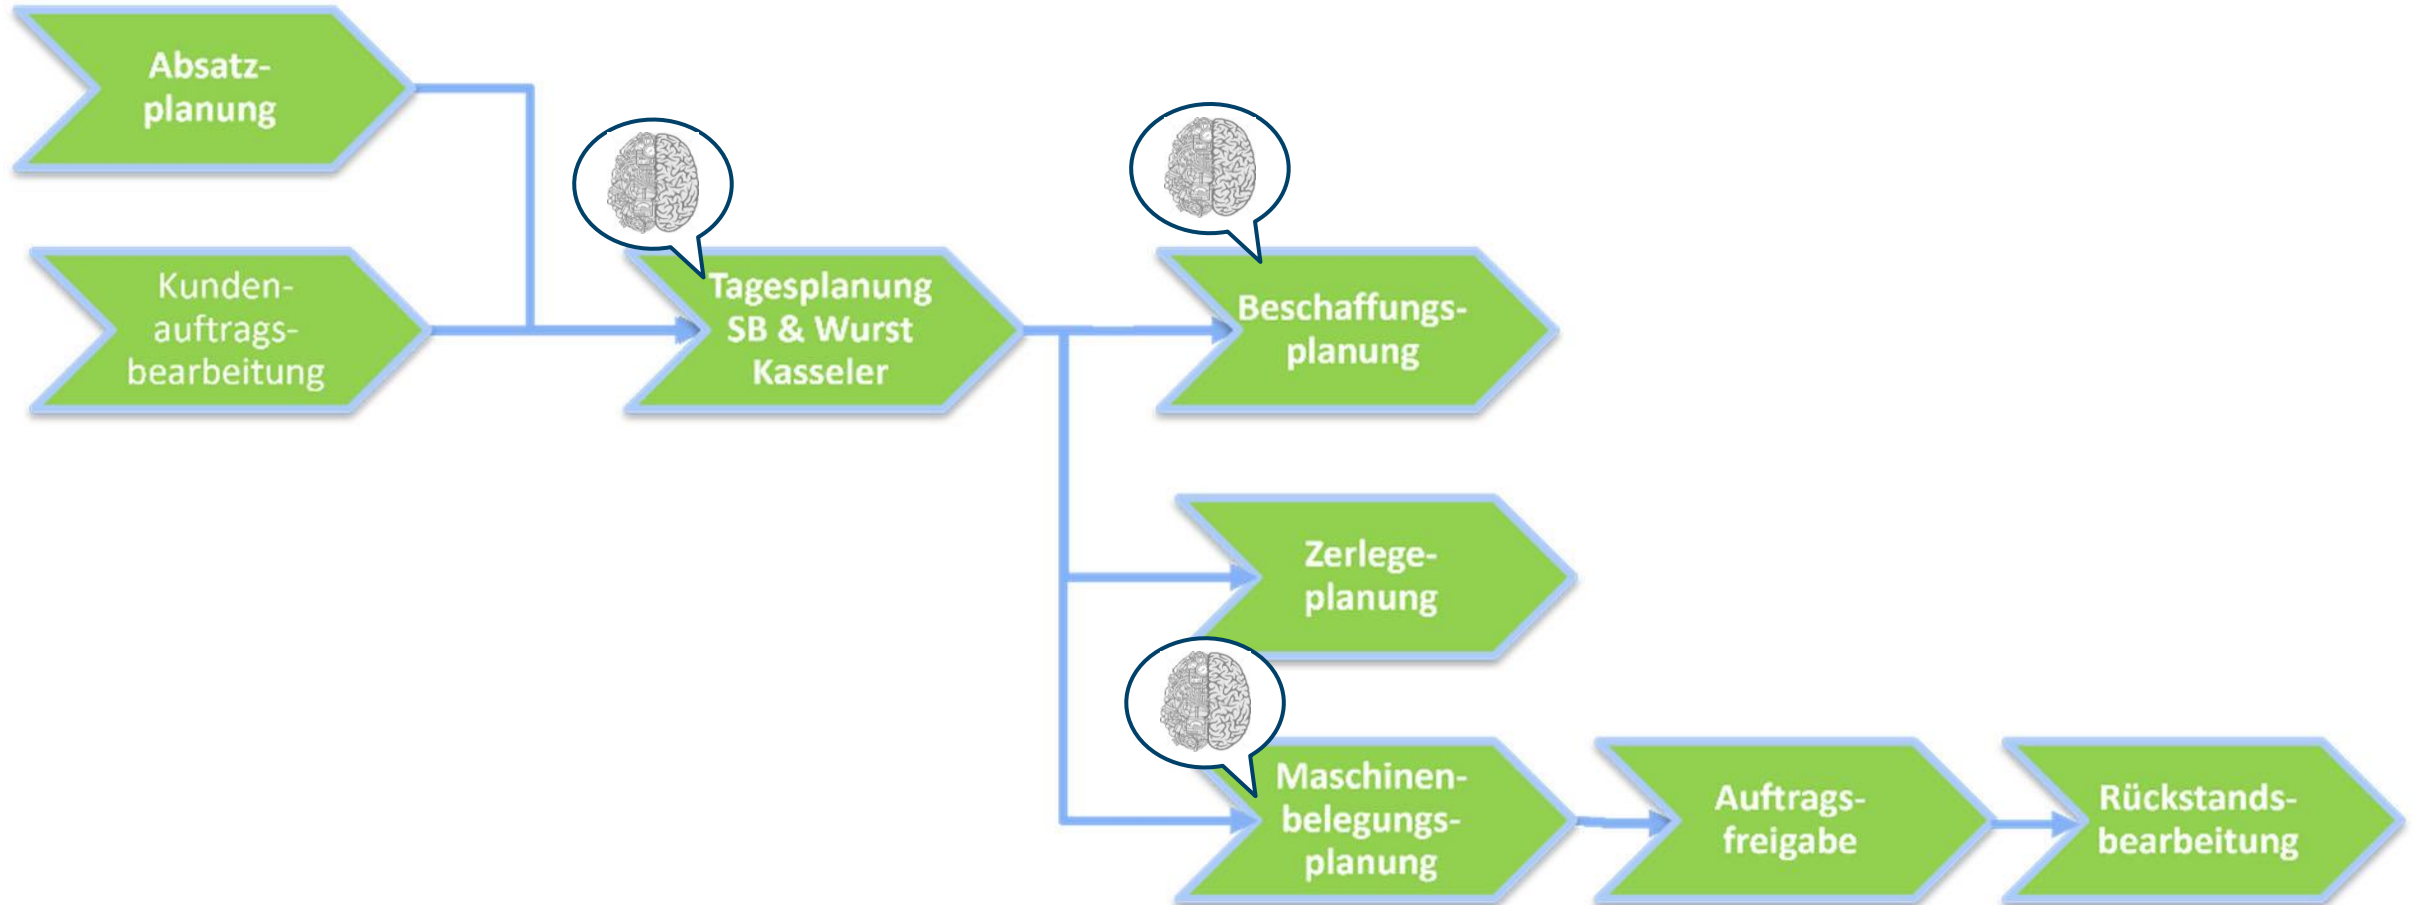 Absatz-
planung
Kunden-
auftrags-
bearbeitung
Tagesplanung
SB & Wurst
Kasseler
Beschaffungs-
planung
Zerlege-
planung
Maschinen-
belegungs-
planung
Auftrags-
freigabe
Rückstands-
bearbeitung